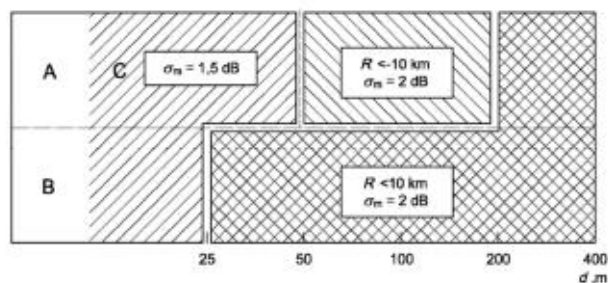 A
C
σm = 1,5 dB
R <-10 km
σm = 2 dB
B
R <10 km
σm = 2 dB
25 50 100 200 400
d ,m